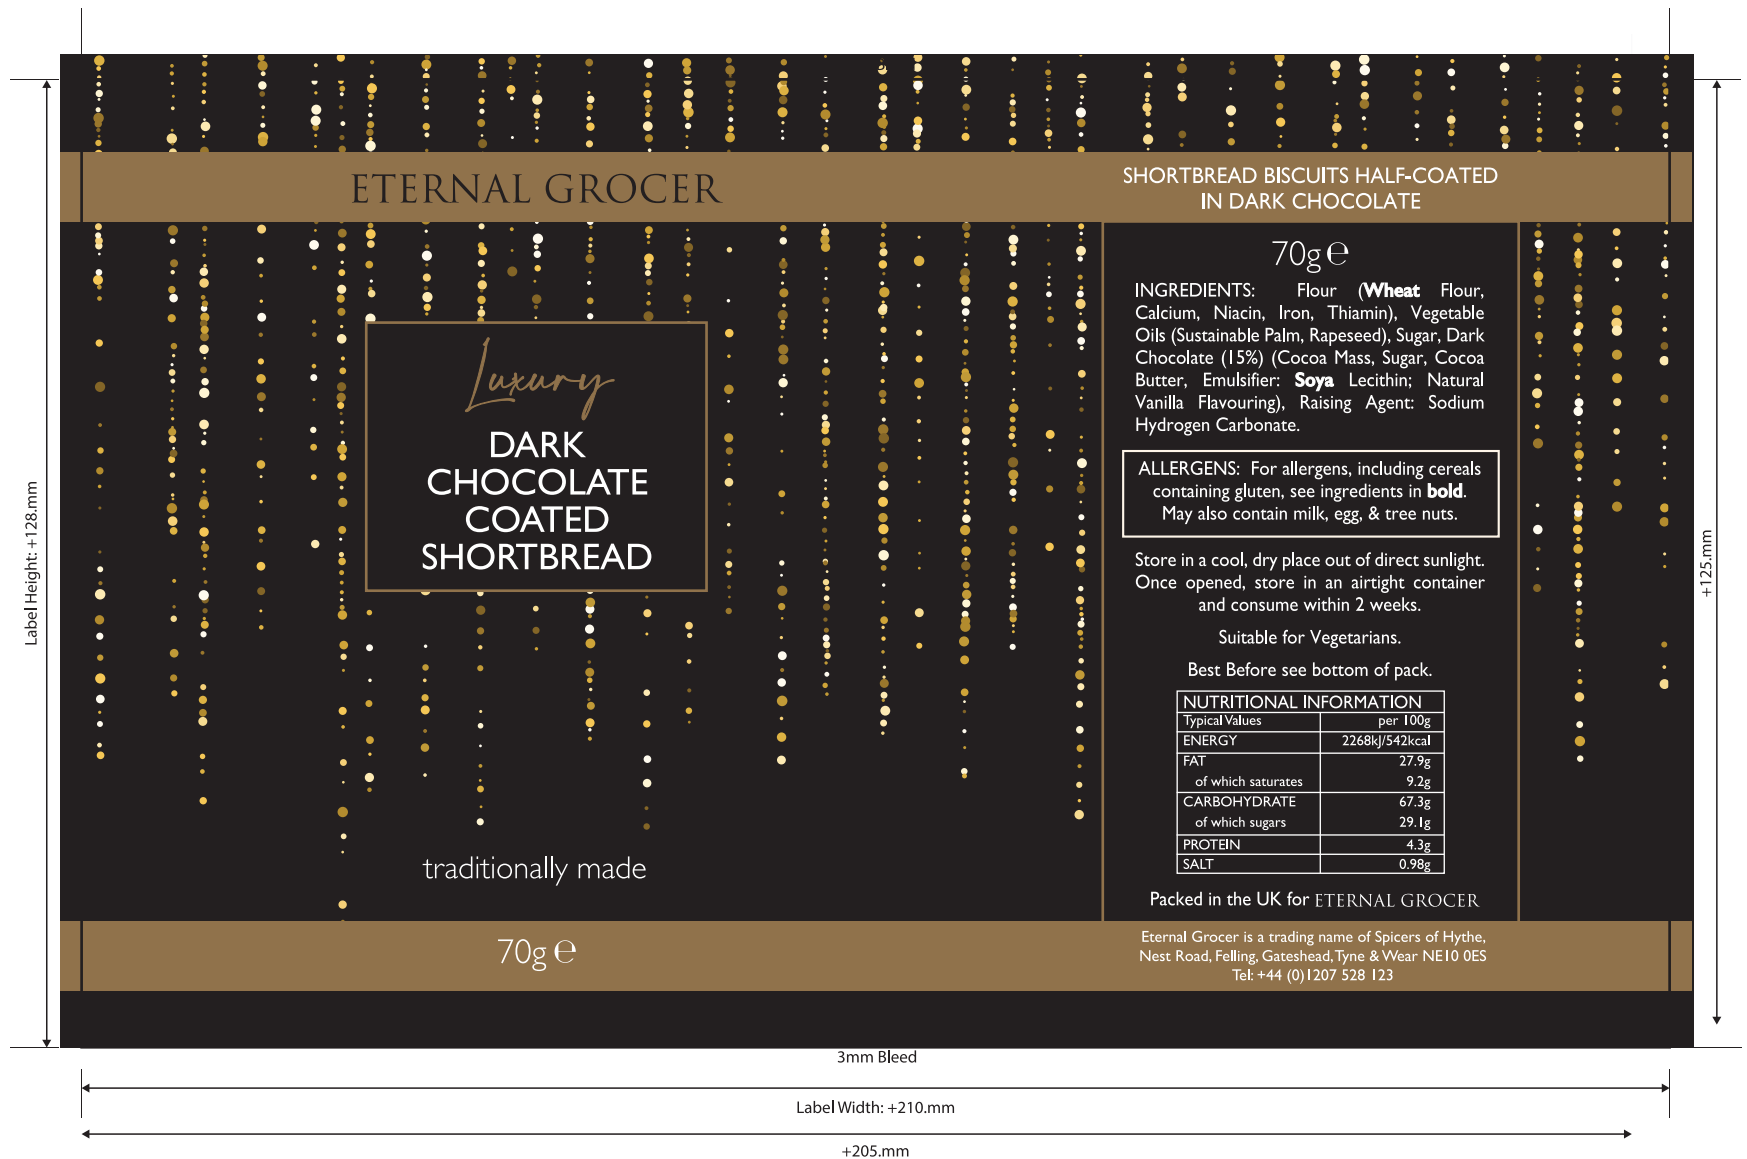 ETERNAL GROCER
Luxury
DARK
CHOCOLATE
COATED
SHORTBREAD
traditionally made
70g ℮
SHORTBREAD BISCUITS HALF-COATED
IN DARK CHOCOLATE
70g ℮
INGREDIENTS: Flour (Wheat Flour,
Calcium, Niacin, Iron, Thiamin), Vegetable
Oils (Sustainable Palm, Rapeseed), Sugar, Dark
Chocolate (15%) (Cocoa Mass, Sugar, Cocoa
Butter, Emulsifier: Soya Lecithin; Natural
Vanilla Flavouring), Raising Agent: Sodium
Hydrogen Carbonate.
ALLERGENS: For allergens, including cereals
containing gluten, see ingredients in bold.
May also contain milk, egg, & tree nuts.
Store in a cool, dry place out of direct sunlight.
Once opened, store in an airtight container
and consume within 2 weeks.
Suitable for Vegetarians.
Best Before see bottom of pack.
NUTRITIONAL INFORMATION
Typical Values per 100g
ENERGY 2268kJ/542kcal
FAT 27.9g
of which saturates 9.2g
CARBOHYDRATE 67.3g
of which sugars 29.1g
PROTEIN 4.3g
SALT 0.98g
Packed in the UK for ETERNAL GROCER
Eternal Grocer is a trading name of Spicers of Hythe,
Nest Road, Felling, Gateshead, Tyne & Wear NE10 0ES
Tel: +44 (0)1207 528 123
Label Height: +128.mm
+125.mm
3mm Bleed
Label Width: +210.mm
+205.mm